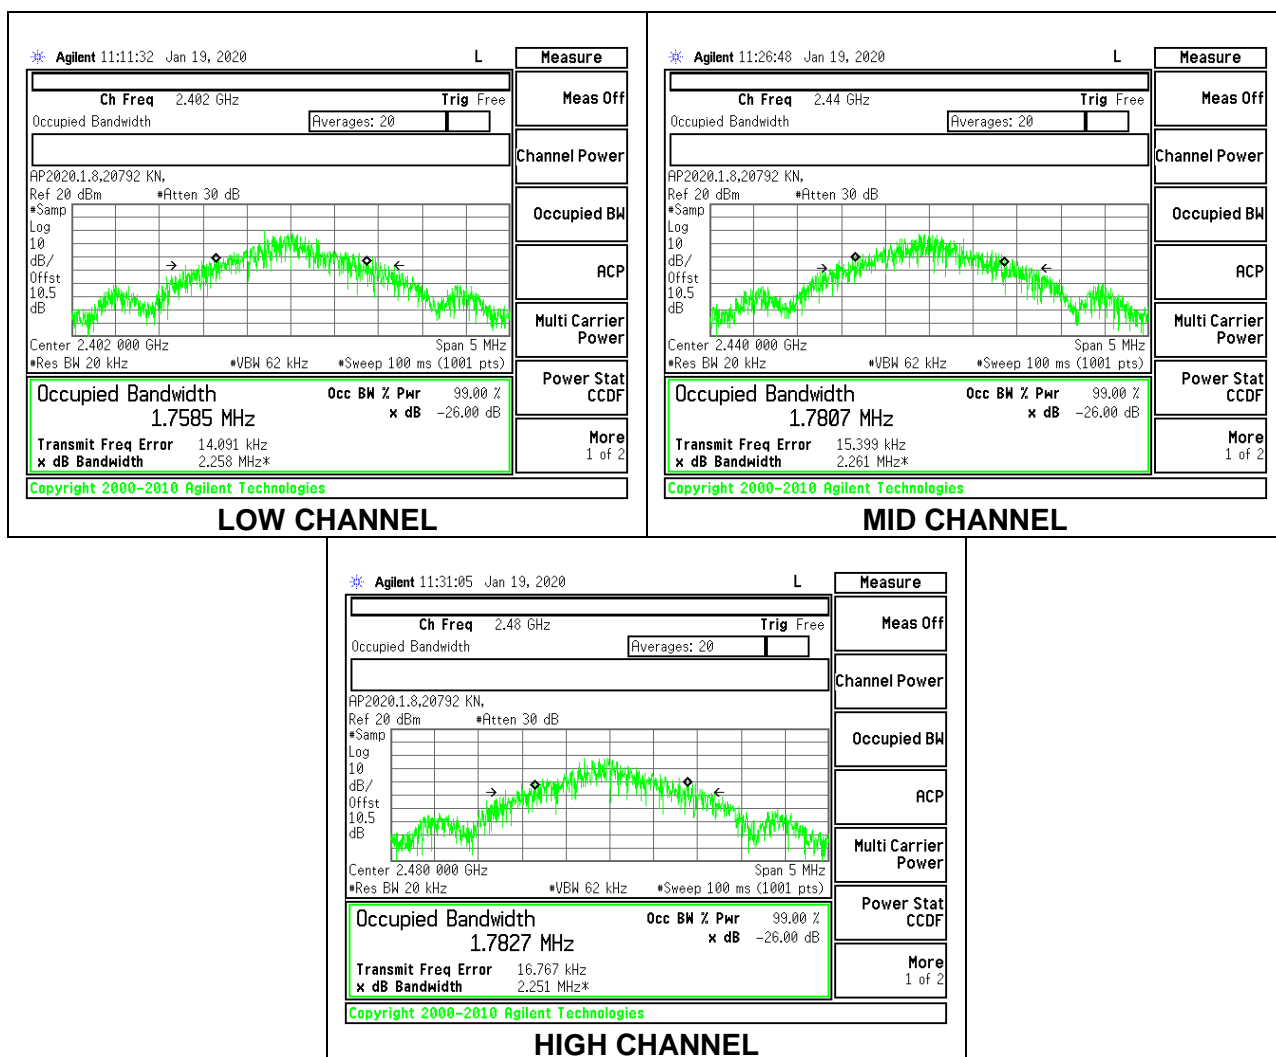 Agilent 11:11:32 Jan 19, 2020 L Measure
Ch Freq 2.402 GHz Trig Free
Meas Off
Occupied Bandwidth Averages: 20
Channel Power
AP2020.1.8,20792 KN,
Ref 20 dBm #Atten 30 dB
#Samp
Log
10
dB/
Offst
10.5
dB
Occupied BW
ACP
Multi Carrier
Power
Center 2.402 000 GHz Span 5 MHz
#Res BW 20 kHz #VBW 62 kHz #Sweep 100 ms (1001 pts)
Power Stat
CCDF
Occupied Bandwidth Occ BW % Pwr 99.00 %
1.7585 MHz x dB -26.00 dB
More
1 of 2
Transmit Freq Error 14.091 kHz
x dB Bandwidth 2.258 MHz*
Copyright 2000-2010 Agilent Technologies
LOW CHANNEL
Agilent 11:26:48 Jan 19, 2020 L Measure
Ch Freq 2.44 GHz Trig Free
Meas Off
Occupied Bandwidth Averages: 20
Channel Power
AP2020.1.8,20792 KN,
Ref 20 dBm #Atten 30 dB
#Samp
Log
10
dB/
Offst
10.5
dB
Occupied BW
ACP
Multi Carrier
Power
Center 2.440 000 GHz Span 5 MHz
#Res BW 20 kHz #VBW 62 kHz #Sweep 100 ms (1001 pts)
Power Stat
CCDF
Occupied Bandwidth Occ BW % Pwr 99.00 %
1.7807 MHz x dB -26.00 dB
More
1 of 2
Transmit Freq Error 15.399 kHz
x dB Bandwidth 2.261 MHz*
Copyright 2000-2010 Agilent Technologies
MID CHANNEL
Agilent 11:31:05 Jan 19, 2020 L Measure
Ch Freq 2.48 GHz Trig Free
Meas Off
Occupied Bandwidth Averages: 20
Channel Power
AP2020.1.8,20792 KN,
Ref 20 dBm #Atten 30 dB
#Samp
Log
10
dB/
Offst
10.5
dB
Occupied BW
ACP
Multi Carrier
Power
Center 2.480 000 GHz Span 5 MHz
#Res BW 20 kHz #VBW 62 kHz #Sweep 100 ms (1001 pts)
Power Stat
CCDF
Occupied Bandwidth Occ BW % Pwr 99.00 %
1.7827 MHz x dB -26.00 dB
More
1 of 2
Transmit Freq Error 16.767 kHz
x dB Bandwidth 2.251 MHz*
Copyright 2000-2010 Agilent Technologies
HIGH CHANNEL